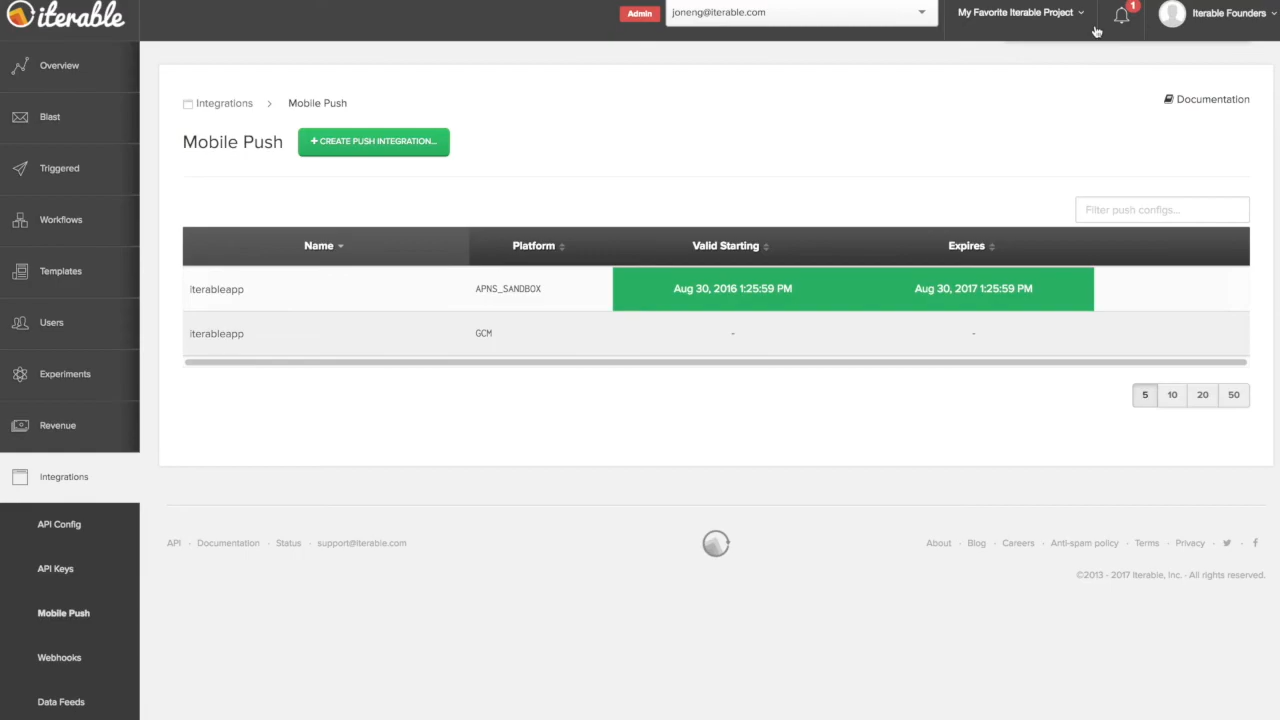 iterable
Admin
joneng@iterable.com
My Favorite Iterable Project
1
Iterable Founders
Overview
Blast
Triggered
Workflows
Templates
Users
Experiments
Revenue
Integrations
API Config
API Keys
Mobile Push
Webhooks
Data Feeds
Integrations > Mobile Push
Documentation
Mobile Push
+ CREATE PUSH INTEGRATION...
Filter push configs...
Name Platform Valid Starting Expires
iterableapp APNS_SANDBOX Aug 30, 2016 1:25:59 PM Aug 30, 2017 1:25:59 PM
iterableapp GCM - -
5 10 20 50
API - Documentation - Status - support@iterable.com
About - Blog - Careers - Anti-spam policy - Terms - Privacy - -
©2013 - 2017 Iterable, Inc. - All rights reserved.